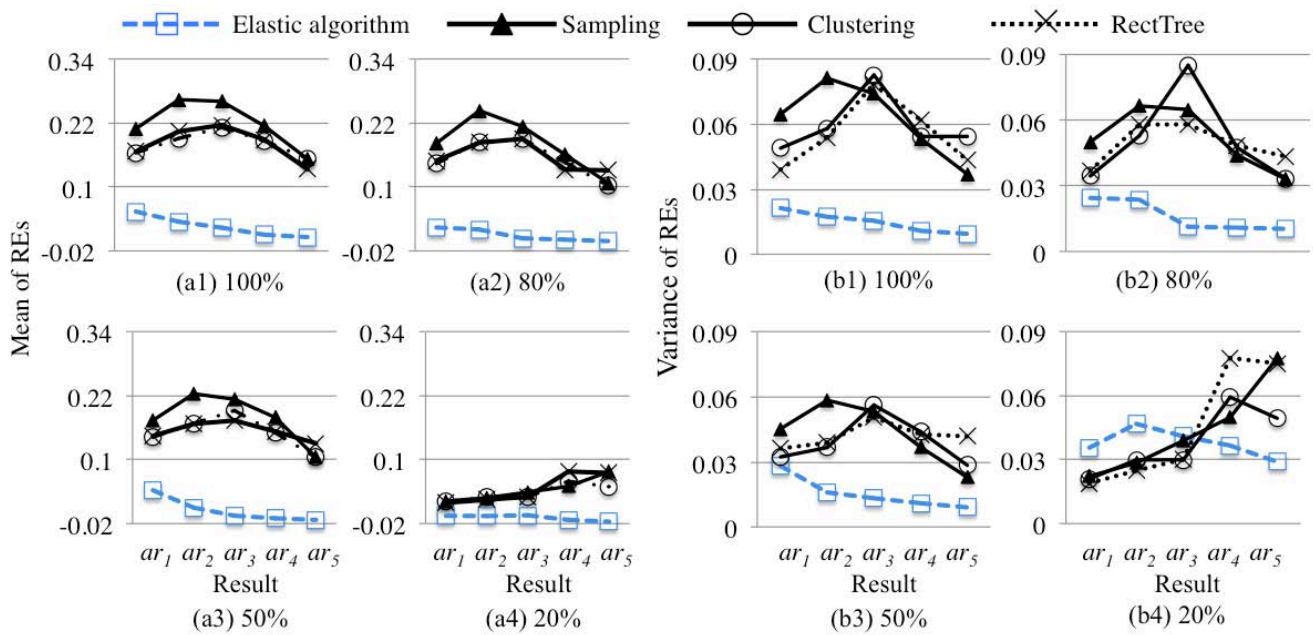 Elastic algorithm Sampling Clustering RectTree
Mean of REs
0.34
0.22
0.1
-0.02
(a1) 100%
0.34
0.22
0.1
-0.02
(a2) 80%
Variance of REs
0.09
0.06
0.03
0
(b1) 100%
0.09
0.06
0.03
0
(b2) 80%
0.34
0.22
0.1
-0.02
ar1 ar2 ar3 ar4 ar5
Result
(a3) 50%
0.34
0.22
0.1
-0.02
ar1 ar2 ar3 ar4 ar5
Result
(a4) 20%
0.09
0.06
0.03
0
ar1 ar2 ar3 ar4 ar5
Result
(b3) 50%
0.09
0.06
0.03
0
ar1 ar2 ar3 ar4 ar5
Result
(b4) 20%